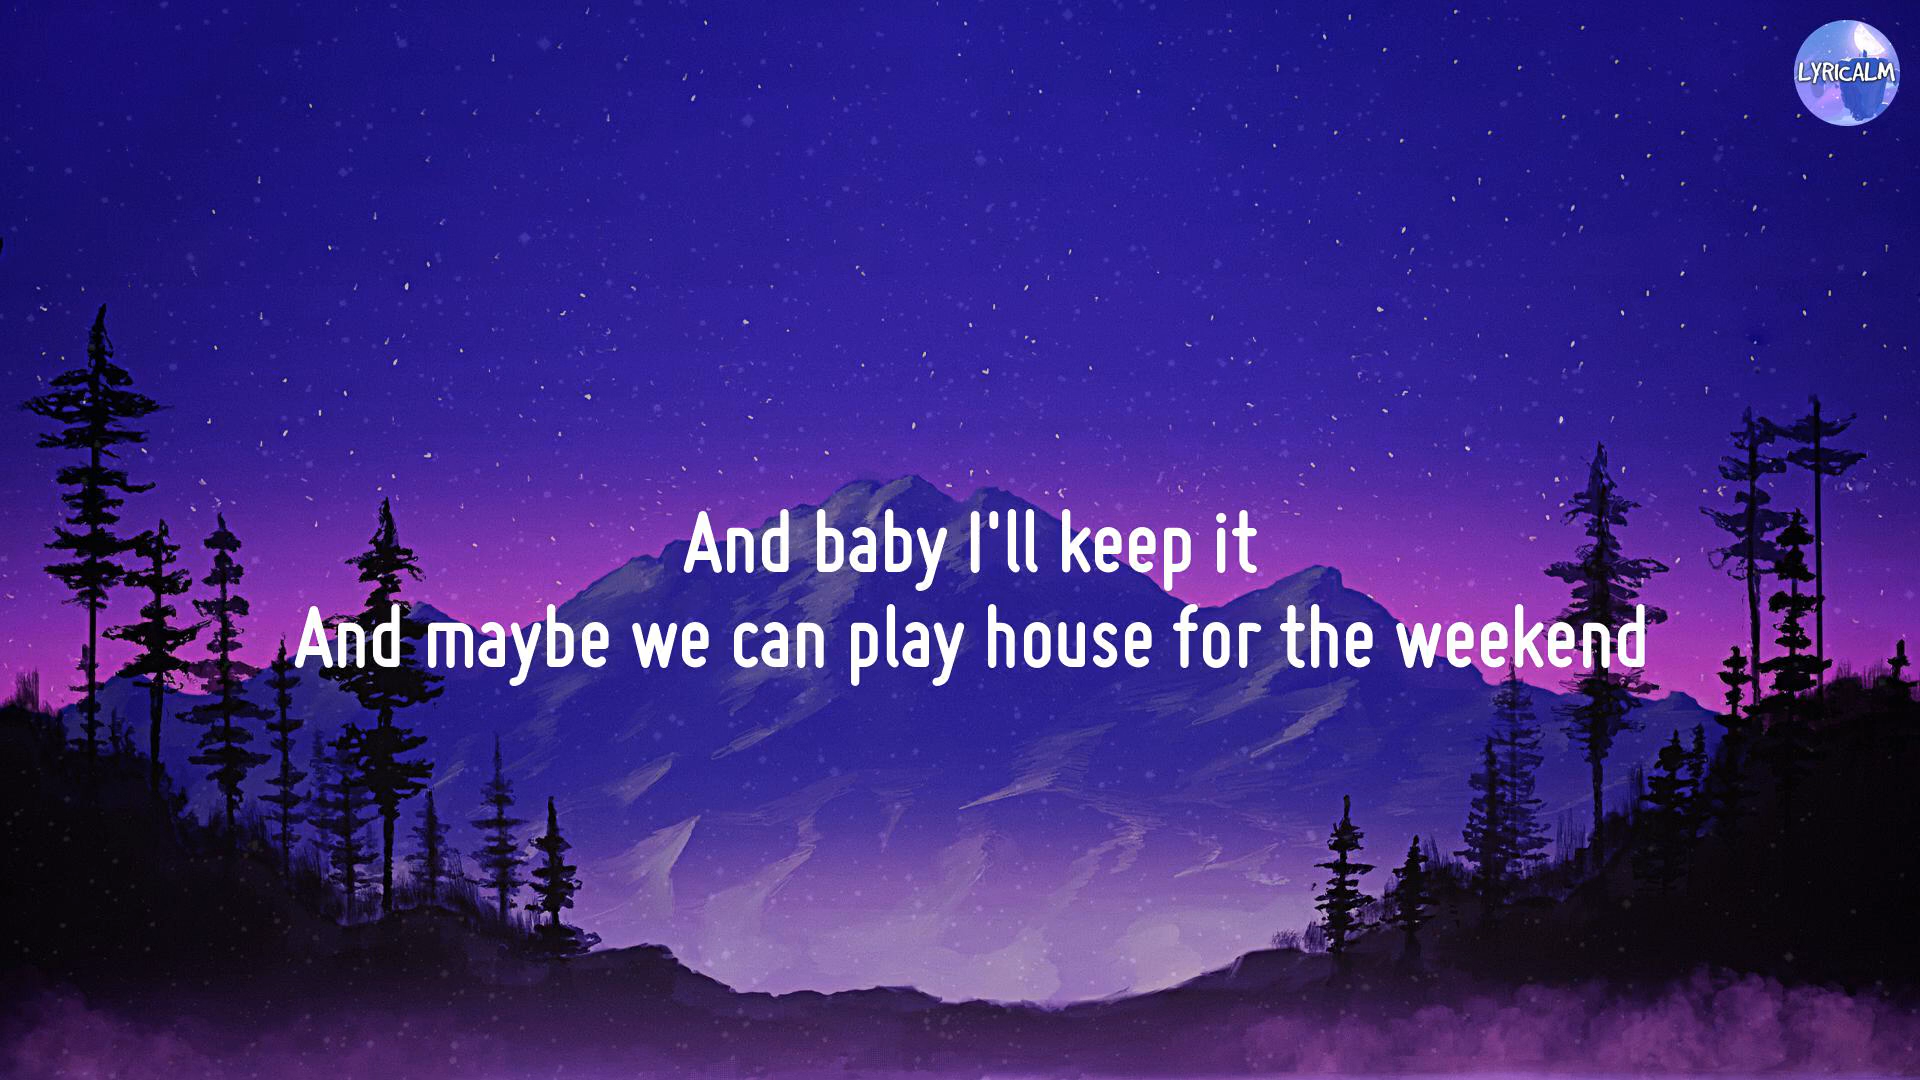 LYRICALM
And baby I'll keep it
And maybe we can play house for the weekend